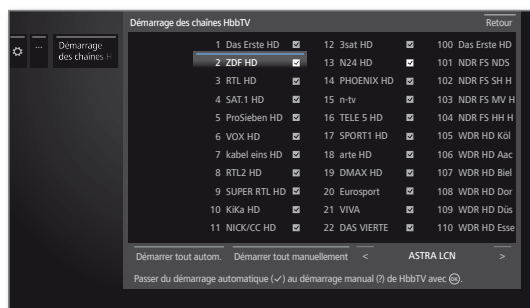 Démarrage des chaînes HbbTV Retour
... Démarrage des chaines H
1 Das Erste HD 12 3sat HD 100 Das Erste HD
2 ZDF HD 13 N24 HD 101 NDR FS NDS
3 RTL HD 14 PHOENIX HD 102 NDR FS SH H
4 SAT.1 HD 15 n-tv 103 NDR FS MV H
5 ProSieben HD 16 TELE 5 HD 104 NDR FS HH H
6 VOX HD 17 SPORT1 HD 105 WDR HD Köl
7 kabel eins HD 18 arte HD 106 WDR HD Aac
8 RTL2 HD 19 DMAX HD 107 WDR HD Biel
9 SUPER RTL HD 20 Eurosport 108 WDR HD Dor
10 KiKa HD 21 VIVA 109 WDR HD Düs
11 NICK/CC HD 22 DAS VIERTE 110 WDR HD Esse
Démarrer tout autom. Démarrer tout manuellement < ASTRA LCN >
Passer du démarrage automatique (✓) au démarrage manual (?) de HbbTV avec OK.